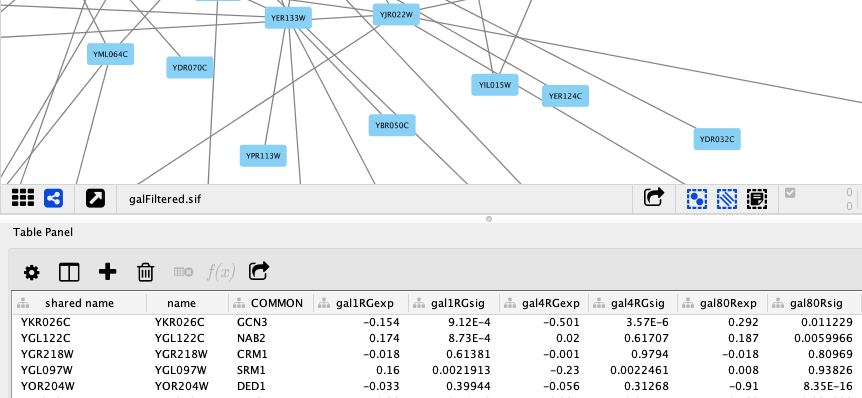 YER133W
YJR022W
YML064C
YDR070C
YIL015W
YER124C
YBR050C
YDR032C
YPR113W
galFiltered.sif
0
0
Table Panel
f(x)
shared name name COMMON gal1RGexp gal1RGsig gal4RGexp gal4RGsig gal80Rexp gal80Rsig
YKR026C YKR026C GCN3 -0.154 9.12E-4 -0.501 3.57E-6 0.292 0.011229
YGL122C YGL122C NAB2 0.174 8.73E-4 0.02 0.61707 0.187 0.0059966
YGR218W YGR218W CRM1 -0.018 0.61381 -0.001 0.9794 -0.018 0.80969
YGL097W YGL097W SRM1 0.16 0.0021913 -0.23 0.0022461 0.008 0.93826
YOR204W YOR204W DED1 -0.033 0.39944 -0.056 0.31268 -0.91 8.35E-16